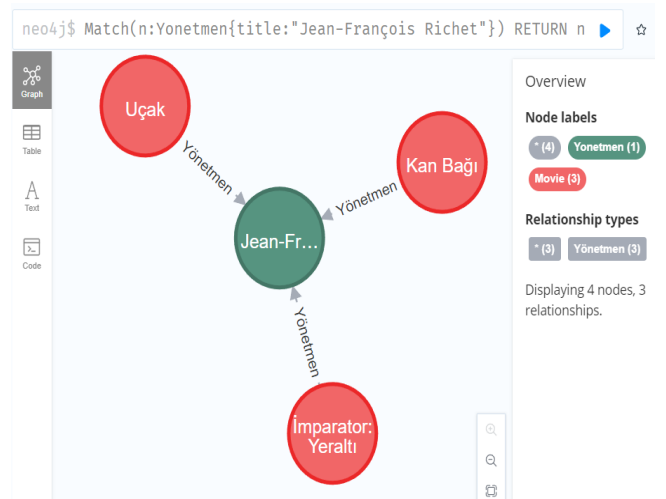 neo4j$ Match(n:Yonetmen{title:"Jean-François Richet"}) RETURN n
Graph
Table
A
Text
Code
Uçak
Yönetmen
Kan Bağı
Yönetmen
Jean-Fr...
Yönetmen
İmparator:
Yeraltı
Overview
Node labels
* (4) Yonetmen (1)
Movie (3)
Relationship types
* (3) Yönetmen (3)
Displaying 4 nodes, 3
relationships.